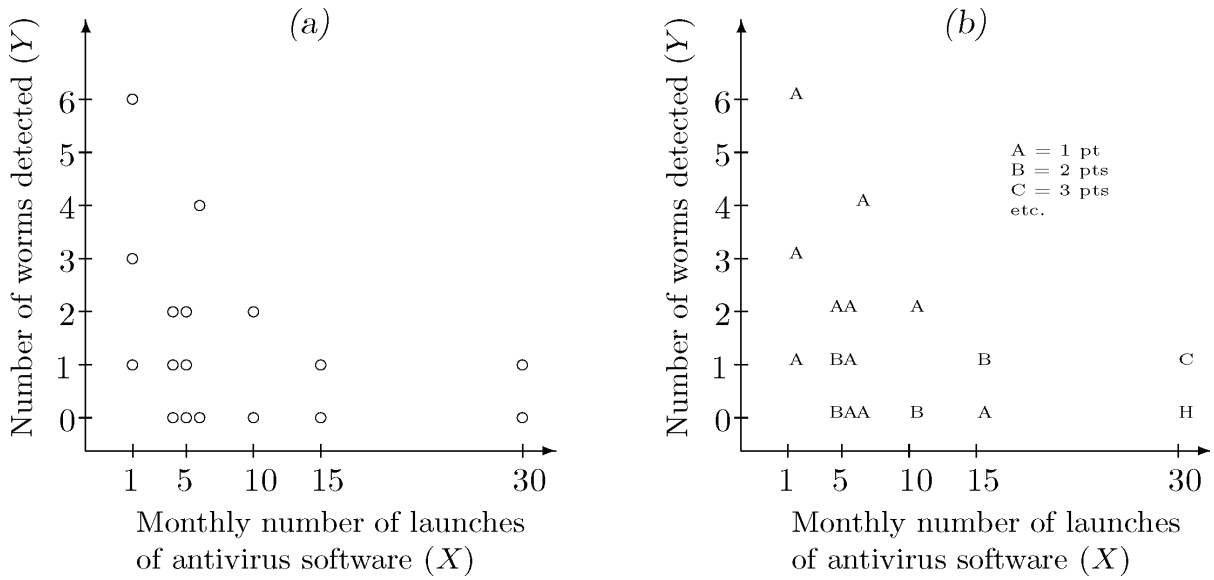 (a)
Number of worms detected (Y)
6
5
4
3
2
1
0
1 5 10 15 30
Monthly number of launches
of antivirus software (X)
(b)
Number of worms detected (Y)
6
5
4
3
2
1
0
A
A = 1 pt
B = 2 pts
C = 3 pts
etc.
A
A
AA A
A BA B C
BAA B A H
1 5 10 15 30
Monthly number of launches
of antivirus software (X)